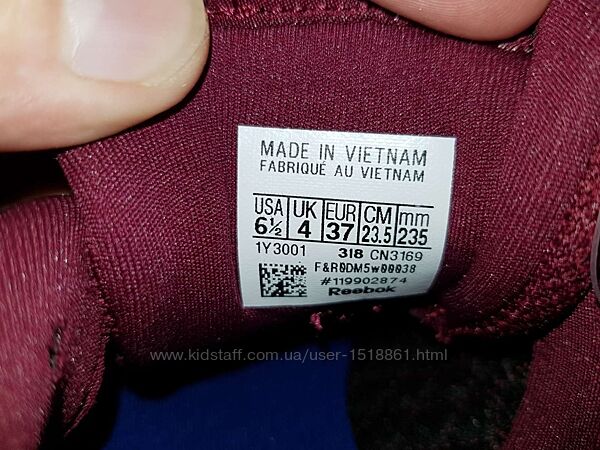 MADE IN VIETNAM
FABRIQUÉ AU VIETNAM
USA UK EUR CM mm
6½ 4 37 23.5 235
1Y3001 318 CN3169
F&R0DM5w00038
#119902874
Reebok
www.kidstaff.com.ua/user-1518861.html